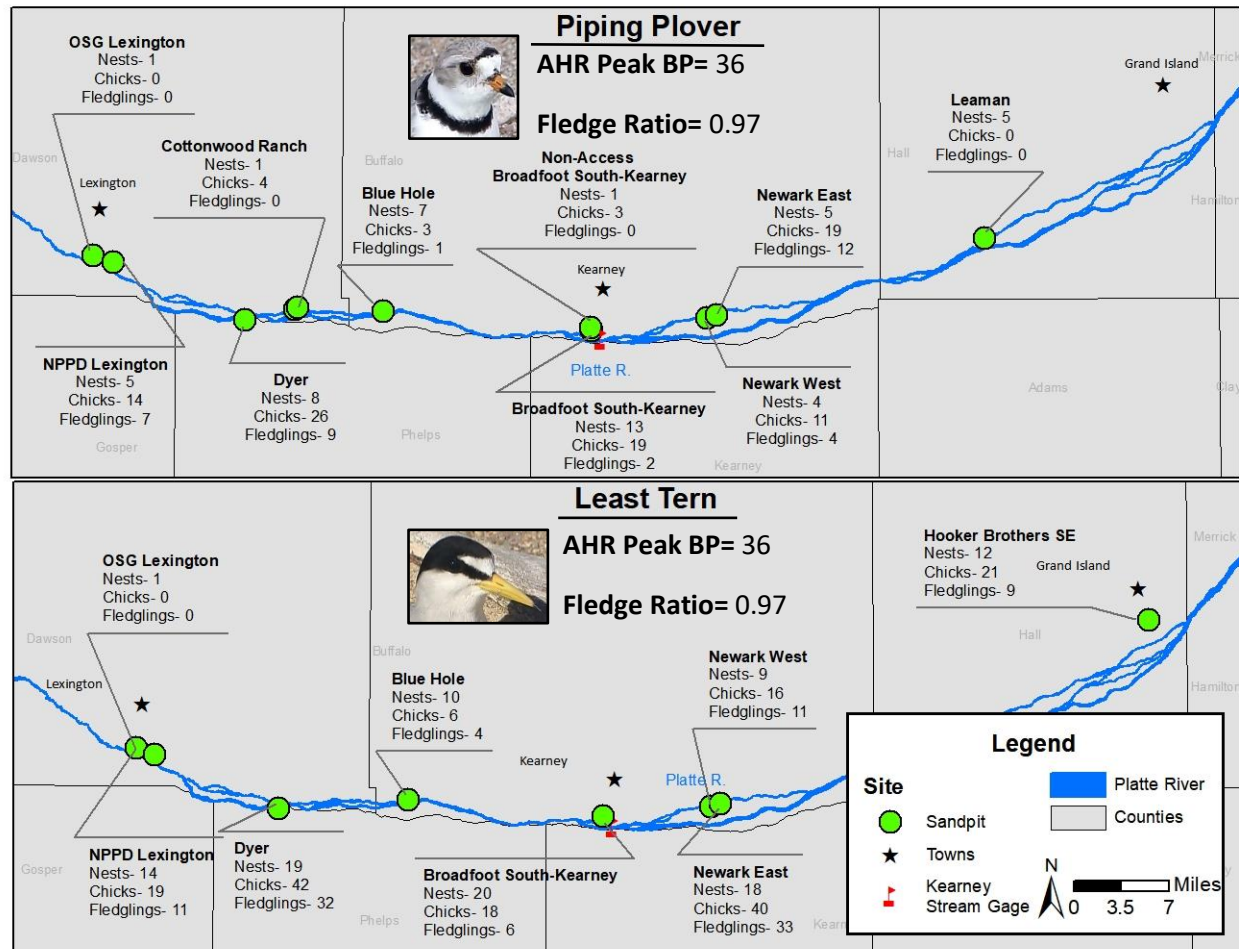 Piping Plover
AHR Peak BP= 36
Fledge Ratio= 0.97
OSG Lexington
Nests- 1
Chicks- 0
Fledglings- 0
Dawson
Lexington
Cottonwood Ranch
Nests- 1
Chicks- 4
Fledglings- 0
Buffalo
Blue Hole
Nests- 7
Chicks- 3
Fledglings- 1
Non-Access
Broadfoot South-Kearney
Nests- 1
Chicks- 3
Fledglings- 0
Kearney
Newark East
Nests- 5
Chicks- 19
Fledglings- 12
Hall
Leaman
Nests- 5
Chicks- 0
Fledglings- 0
Grand Island
Merrick
Hamilton
NPPD Lexington
Nests- 5
Chicks- 14
Fledglings- 7
Gosper
Dyer
Nests- 8
Chicks- 26
Fledglings- 9
Phelps
Platte R.
Broadfoot South-Kearney
Nests- 13
Chicks- 19
Fledglings- 2
Newark West
Nests- 4
Chicks- 11
Fledglings- 4
Kearney
Adams
Clay
Least Tern
AHR Peak BP= 36
Fledge Ratio= 0.97
OSG Lexington
Nests- 1
Chicks- 0
Fledglings- 0
Dawson
Lexington
Buffalo
Blue Hole
Nests- 10
Chicks- 6
Fledglings- 4
Kearney
Newark West
Nests- 9
Chicks- 16
Fledglings- 11
Platte R.
Hooker Brothers SE
Nests- 12
Chicks- 21
Fledglings- 9
Grand Island
Hall
Merrick
Hamilton
NPPD Lexington
Nests- 14
Chicks- 19
Fledglings- 11
Gosper
Dyer
Nests- 19
Chicks- 42
Fledglings- 32
Phelps
Broadfoot South-Kearney
Nests- 20
Chicks- 18
Fledglings- 6
Newark East
Nests- 18
Chicks- 40
Fledglings- 33
Kearn
Legend
Site
Sandpit
Towns
Kearney
Stream Gage
Platte River
Counties
N
Miles
0 3.5 7